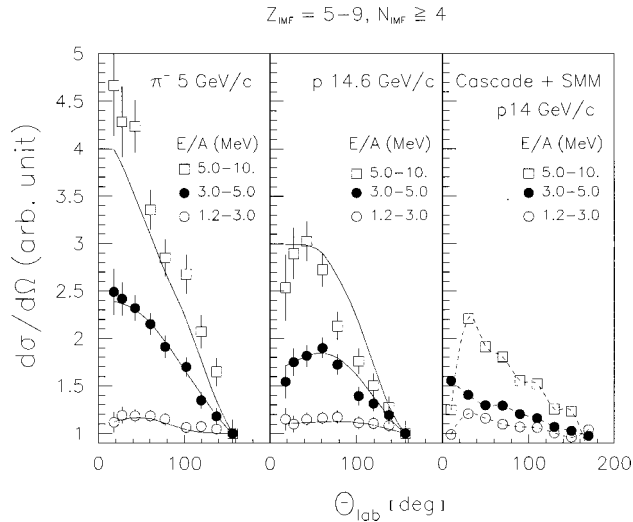 Z_IMF = 5−9, N_IMF ≧ 4
dσ/dΩ (arb. unit)
5
4.5
4
3.5
3
2.5
2
1.5
1
π⁻ 5 GeV/c
E/A (MeV)
5.0−10.
3.0−5.0
1.2−3.0
p 14.6 GeV/c
E/A (MeV)
5.0−10.
3.0−5.0
1.2−3.0
Cascade + SMM
p14 GeV/c
E/A (MeV)
5.0−10.
3.0−5.0
1.2−3.0
0 100 0 100 0 100 200
Θ_lab [deg]